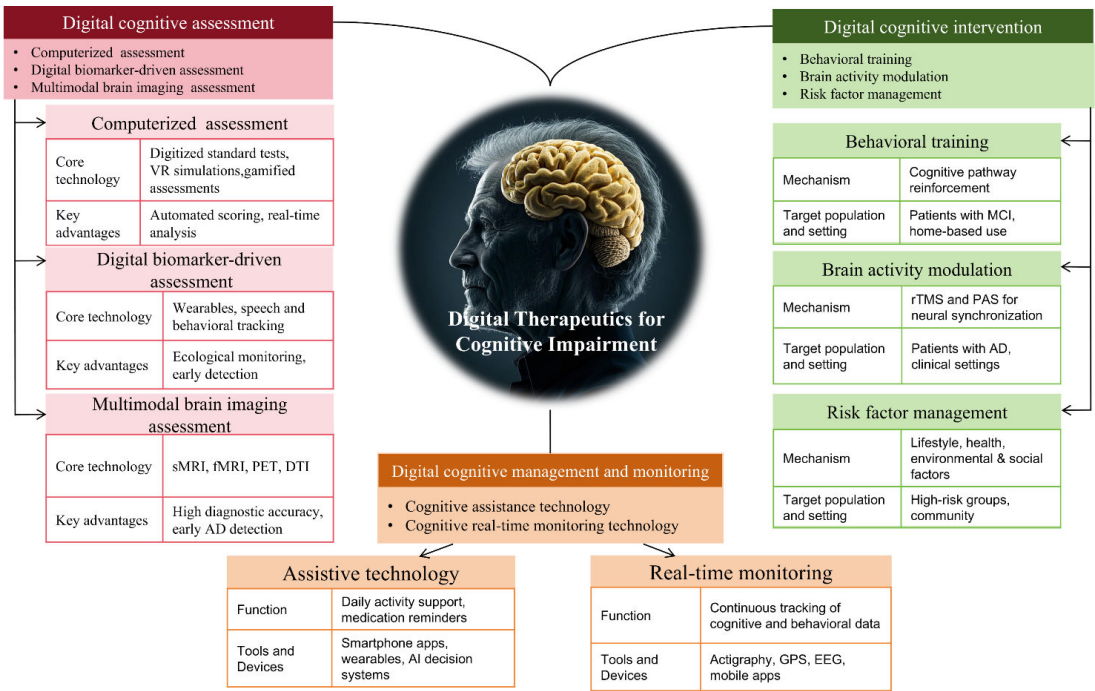 Digital cognitive assessment
• Computerized assessment
• Digital biomarker-driven assessment
• Multimodal brain imaging assessment
Computerized assessment
Core
technology
Digitized standard tests,
VR simulations,gamified
assessments
Key
advantages
Automated scoring, real-time
analysis
Digital biomarker-driven
assessment
Core technology
Wearables, speech and
behavioral tracking
Key advantages
Ecological monitoring,
early detection
Multimodal brain imaging
assessment
Core technology
sMRI, fMRI, PET, DTI
Key advantages
High diagnostic accuracy,
early AD detection
Digital Therapeutics for
Cognitive Impairment
Digital cognitive intervention
• Behavioral training
• Brain activity modulation
• Risk factor management
Behavioral training
Mechanism
Cognitive pathway
reinforcement
Target population
and setting
Patients with MCI,
home-based use
Brain activity modulation
Mechanism
rTMS and PAS for
neural synchronization
Target population
and setting
Patients with AD,
clinical settings
Risk factor management
Mechanism
Lifestyle, health,
environmental & social
factors
Target population
and setting
High-risk groups,
community
Digital cognitive management and monitoring
• Cognitive assistance technology
• Cognitive real-time monitoring technology
Assistive technology
Function
Daily activity support,
medication reminders
Tools and
Devices
Smartphone apps,
wearables, AI decision
systems
Real-time monitoring
Function
Continuous tracking of
cognitive and behavioral data
Tools and
Devices
Actigraphy, GPS, EEG,
mobile apps